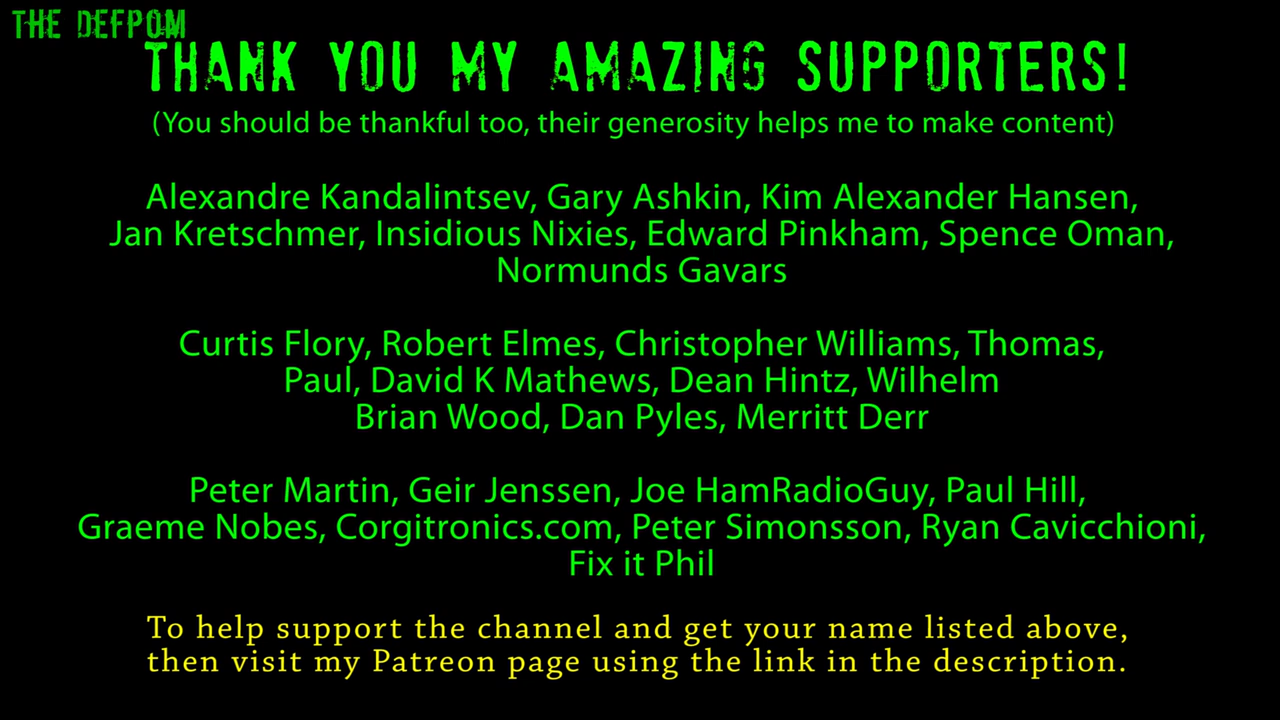 THE DEFPOM
THANK YOU MY AMAZING SUPPORTERS!
(You should be thankful too, their generosity helps me to make content)
Alexandre Kandalintsev, Gary Ashkin, Kim Alexander Hansen,
Jan Kretschmer, Insidious Nixies, Edward Pinkham, Spence Oman,
Normunds Gavars
Curtis Flory, Robert Elmes, Christopher Williams, Thomas,
Paul, David K Mathews, Dean Hintz, Wilhelm
Brian Wood, Dan Pyles, Merritt Derr
Peter Martin, Geir Jenssen, Joe HamRadioGuy, Paul Hill,
Graeme Nobes, Corgitronics.com, Peter Simonsson, Ryan Cavicchioni,
Fix it Phil
To help support the channel and get your name listed above,
then visit my Patreon page using the link in the description.